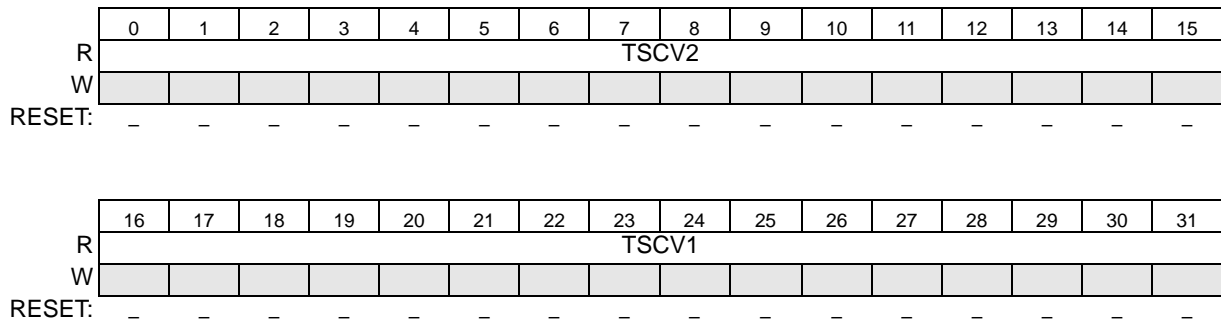 0 1 2 3 4 5 6 7 8 9 10 11 12 13 14 15
R TSCV2
W
RESET: – – – – – – – – – – – – – – – –
16 17 18 19 20 21 22 23 24 25 26 27 28 29 30 31
R TSCV1
W
RESET: – – – – – – – – – – – – – – – –